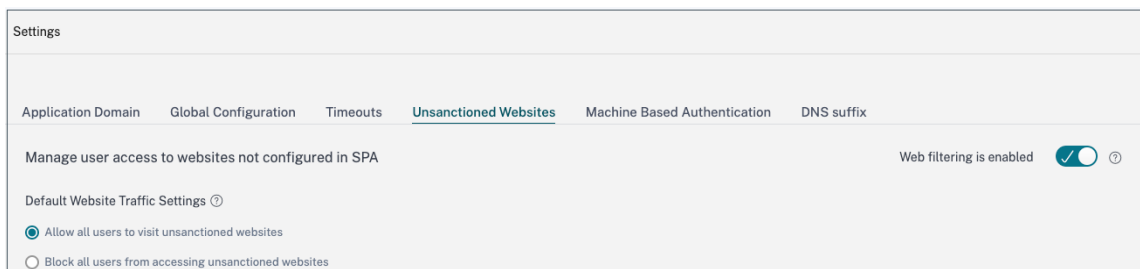 Settings
Application Domain Global Configuration Timeouts Unsanctioned Websites Machine Based Authentication DNS suffix
Manage user access to websites not configured in SPA Web filtering is enabled
Default Website Traffic Settings
Allow all users to visit unsanctioned websites
Block all users from accessing unsanctioned websites